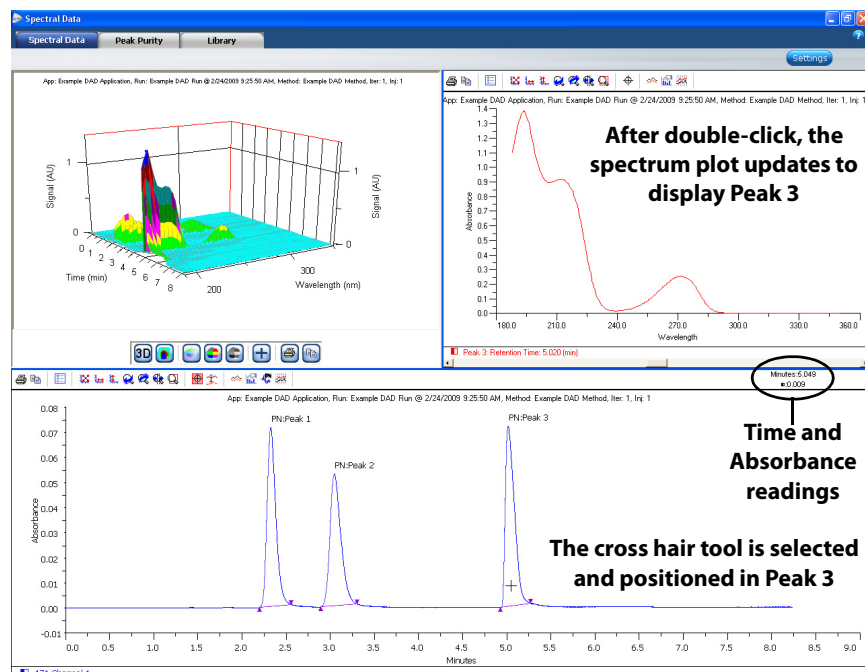 Spectral Data
Spectral Data Peak Purity Library
Settings
App: Example DAD Application, Run: Example DAD Run @ 2/24/2009 9:25:50 AM, Method: Example DAD Method, Iter: 1, Inj: 1
Signal (AU)
1
0
0 1 2 3 4 5 6 7 8
Time (min)
200
300
Wavelength (nm)
1
0
Signal (AU)
3D
App: Example DAD Application, Run: Example DAD Run @ 2/24/2009 9:25:50 AM, Method: Example DAD Method, Iter: 1, Inj: 1
Absorbance
1.4
1.3
1.2
1.1
1.0
0.9
0.8
0.7
0.6
0.5
0.4
0.3
0.2
0.1
0.0
180.0 210.0 240.0 270.0 300.0 330.0 360.0
Wavelength
Peak 3: Retention Time: 5.020 (min)
After double-click, the
spectrum plot updates to
display Peak 3
Minutes:5.049
:0.009
Time and
Absorbance
readings
App: Example DAD Application, Run: Example DAD Run @ 2/24/2009 9:25:50 AM, Method: Example DAD Method, Iter: 1, Inj: 1
Absorbance
0.08
0.07
0.06
0.05
0.04
0.03
0.02
0.01
0.00
-0.01
PN:Peak 1
PN:Peak 2
PN:Peak 3
The cross hair tool is selected
and positioned in Peak 3
0.0 0.5 1.0 1.5 2.0 2.5 3.0 3.5 4.0 4.5 5.0 5.5 6.0 6.5 7.0 7.5 8.0 8.5 9.0
Minutes